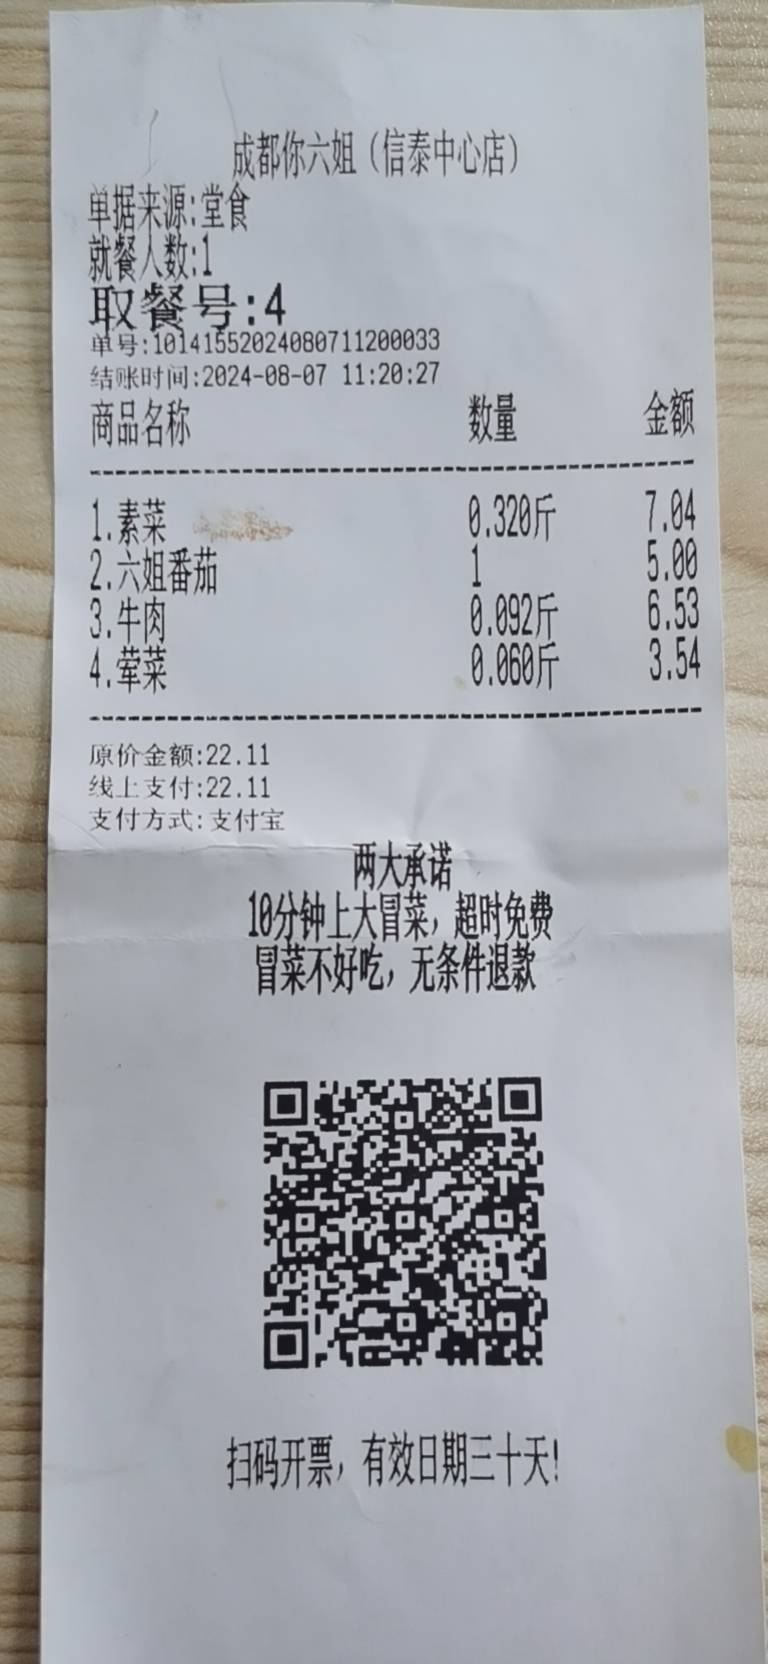 成都你六姐（信泰中心店）
单据来源:堂食
就餐人数:1
取餐号:4
单号:10141552024080711200033
结账时间:2024-08-07 11:20:27
商品名称 数量 金额
1.素菜 0.320斤 7.04
2.六姐番茄 1 5.00
3.牛肉 0.092斤 6.53
4.荤菜 0.060斤 3.54
原价金额:22.11
线上支付:22.11
支付方式:支付宝
两大承诺
10分钟上大冒菜，超时免费
冒菜不好吃，无条件退款
扫码开票，有效日期三十天!